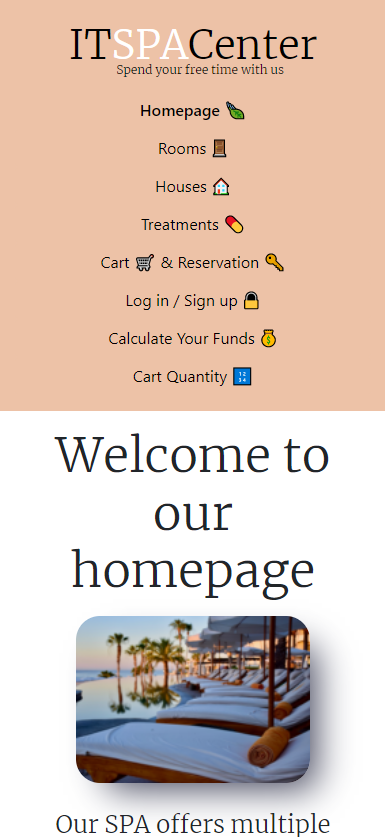 ITSPACenter
Spend your free time with us
Homepage
Rooms
Houses
Treatments
Cart & Reservation
Log in / Sign up
Calculate Your Funds
Cart Quantity
Welcome to
our
homepage
Our SPA offers multiple